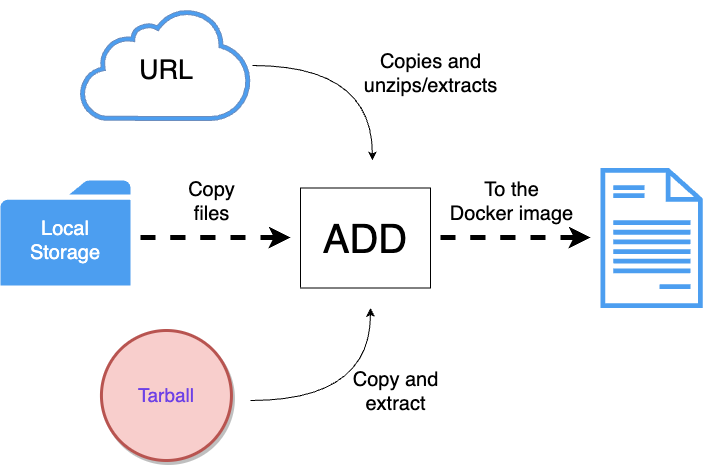 URL
Copies and
unzips/extracts
Local
Storage
Copy
files
ADD
To the
Docker image
Tarball
Copy and
extract